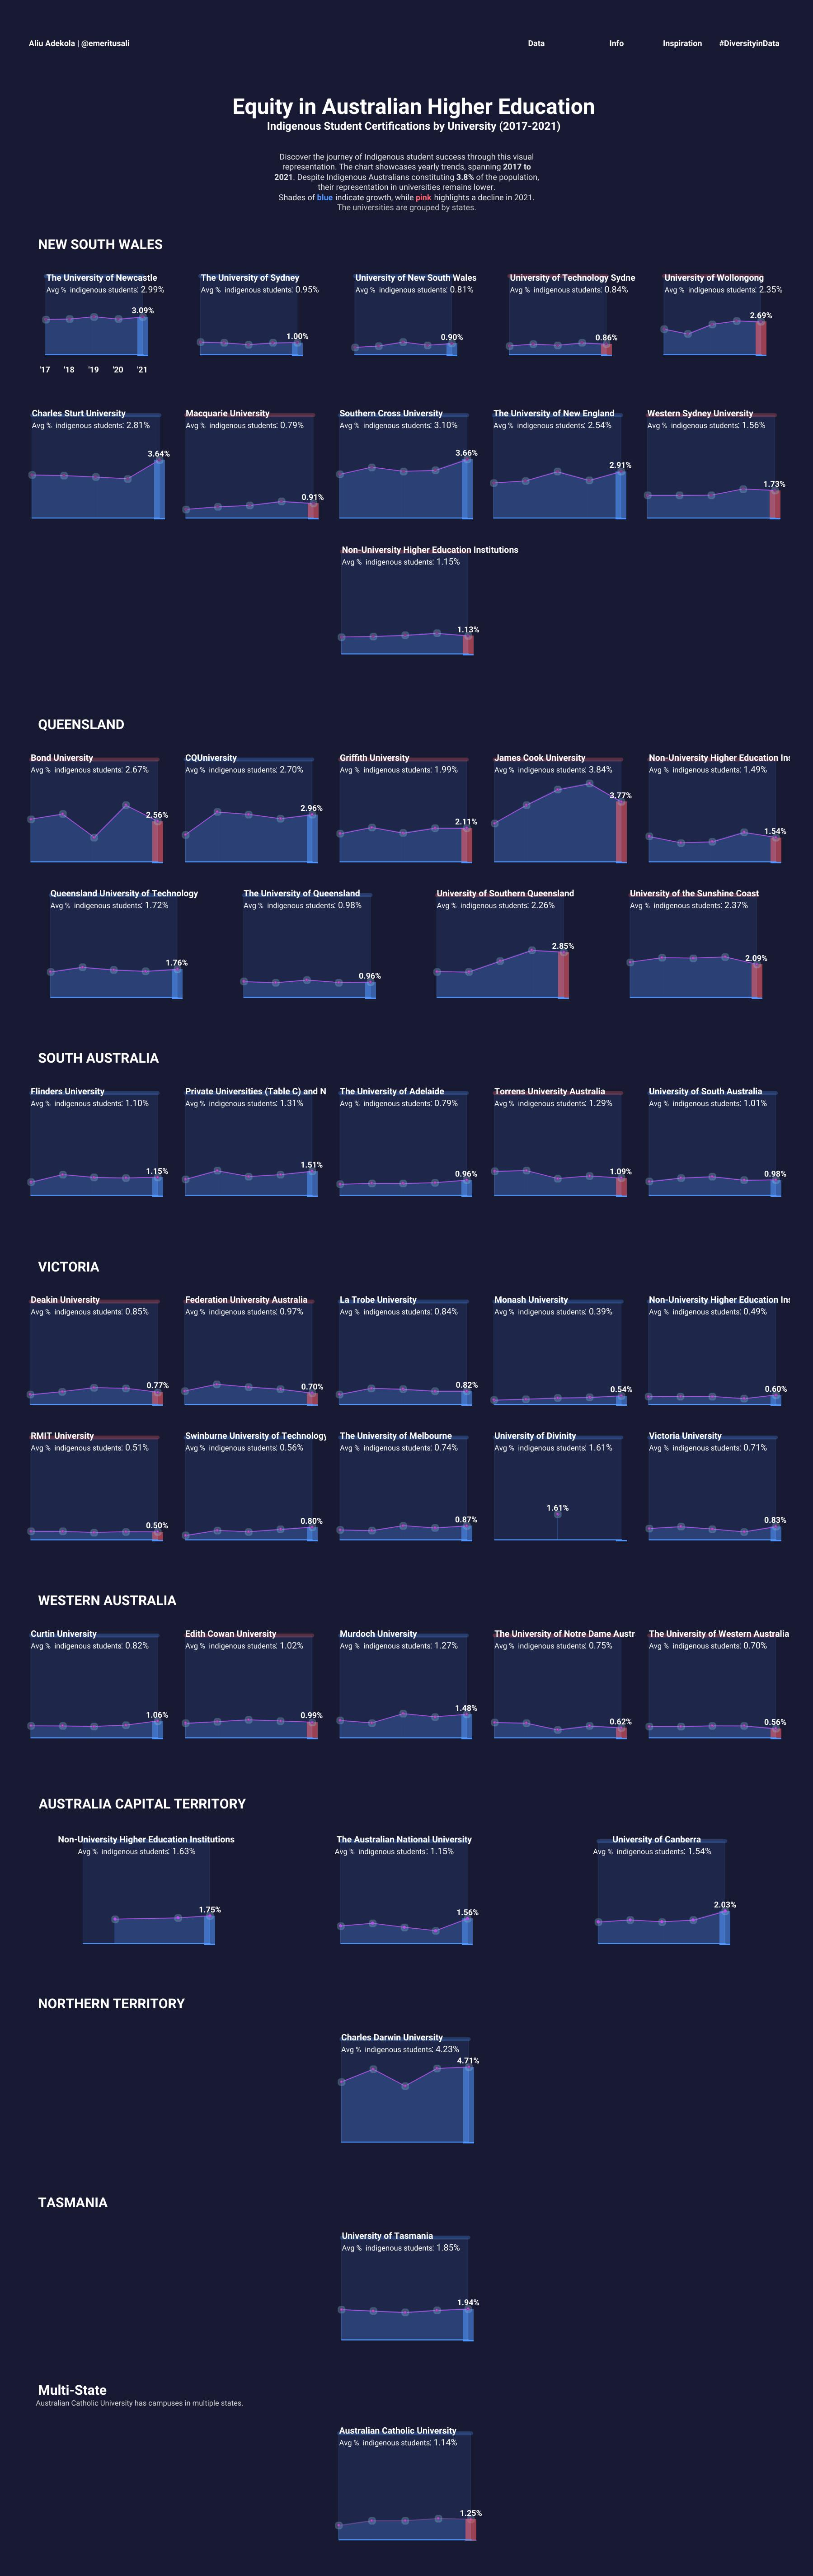 Aliu Adekola | @emeritusali Data Info Inspiration #DiversityinData
Equity in Australian Higher Education
Indigenous Student Certifications by University (2017-2021)
Discover the journey of Indigenous student success through this visual
representation. The chart showcases yearly trends, spanning 2017 to
2021. Despite Indigenous Australians constituting 3.8% of the population,
their representation in universities remains lower.
Shades of blue indicate growth, while pink highlights a decline in 2021.
The universities are grouped by states.
NEW SOUTH WALES
The University of Newcastle
Avg % indigenous students: 2.99%
3.09%
'17 '18 '19 '20 '21
The University of Sydney
Avg % indigenous students: 0.95%
1.00%
University of New South Wales
Avg % indigenous students: 0.81%
0.90%
University of Technology Sydne
Avg % indigenous students: 0.84%
0.86%
University of Wollongong
Avg % indigenous students: 2.35%
2.69%
Charles Sturt University
Avg % indigenous students: 2.81%
3.64%
Macquarie University
Avg % indigenous students: 0.79%
0.91%
Southern Cross University
Avg % indigenous students: 3.10%
3.66%
The University of New England
Avg % indigenous students: 2.54%
2.91%
Western Sydney University
Avg % indigenous students: 1.56%
1.73%
Non-University Higher Education Institutions
Avg % indigenous students: 1.15%
1.13%
QUEENSLAND
Bond University
Avg % indigenous students: 2.67%
2.56%
CQUniversity
Avg % indigenous students: 2.70%
2.96%
Griffith University
Avg % indigenous students: 1.99%
2.11%
James Cook University
Avg % indigenous students: 3.84%
3.77%
Non-University Higher Education Ins
Avg % indigenous students: 1.49%
1.54%
Queensland University of Technology
Avg % indigenous students: 1.72%
1.76%
The University of Queensland
Avg % indigenous students: 0.98%
0.96%
University of Southern Queensland
Avg % indigenous students: 2.26%
2.85%
University of the Sunshine Coast
Avg % indigenous students: 2.37%
2.09%
SOUTH AUSTRALIA
Flinders University
Avg % indigenous students: 1.10%
1.15%
Private Universities (Table C) and N
Avg % indigenous students: 1.31%
1.51%
The University of Adelaide
Avg % indigenous students: 0.79%
0.96%
Torrens University Australia
Avg % indigenous students: 1.29%
1.09%
University of South Australia
Avg % indigenous students: 1.01%
0.98%
VICTORIA
Deakin University
Avg % indigenous students: 0.85%
0.77%
Federation University Australia
Avg % indigenous students: 0.97%
0.70%
La Trobe University
Avg % indigenous students: 0.84%
0.82%
Monash University
Avg % indigenous students: 0.39%
0.54%
Non-University Higher Education Ins
Avg % indigenous students: 0.49%
0.60%
RMIT University
Avg % indigenous students: 0.51%
0.50%
Swinburne University of Technology
Avg % indigenous students: 0.56%
0.80%
The University of Melbourne
Avg % indigenous students: 0.74%
0.87%
University of Divinity
Avg % indigenous students: 1.61%
1.61%
Victoria University
Avg % indigenous students: 0.71%
0.83%
WESTERN AUSTRALIA
Curtin University
Avg % indigenous students: 0.82%
1.06%
Edith Cowan University
Avg % indigenous students: 1.02%
0.99%
Murdoch University
Avg % indigenous students: 1.27%
1.48%
The University of Notre Dame Austr
Avg % indigenous students: 0.75%
0.62%
The University of Western Australia
Avg % indigenous students: 0.70%
0.56%
AUSTRALIA CAPITAL TERRITORY
Non-University Higher Education Institutions
Avg % indigenous students: 1.63%
1.75%
The Australian National University
Avg % indigenous students: 1.15%
1.56%
University of Canberra
Avg % indigenous students: 1.54%
2.03%
NORTHERN TERRITORY
Charles Darwin University
Avg % indigenous students: 4.23%
4.71%
TASMANIA
University of Tasmania
Avg % indigenous students: 1.85%
1.94%
Multi-State
Australian Catholic University has campuses in multiple states.
Australian Catholic University
Avg % indigenous students: 1.14%
1.25%